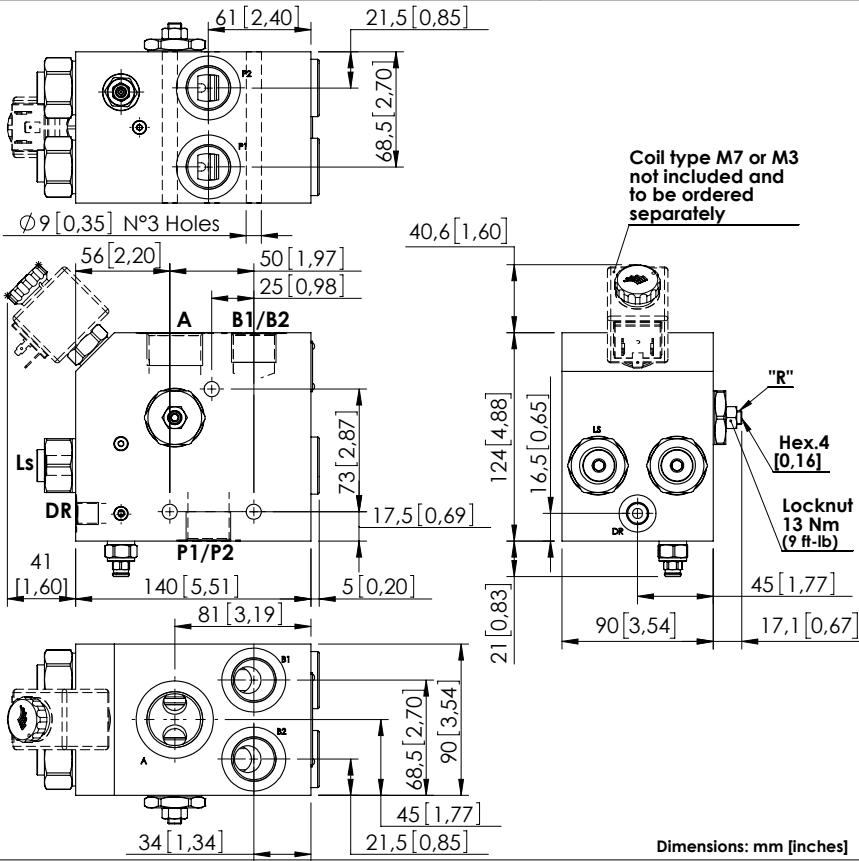 61 [2,40]
21,5 [0,85]
P2
68,5 [2,70]
P1
Ø 9 [0,35] N°3 Holes
Coil type M7 or M3
not included and
to be ordered
separately
40,6 [1,60]
56 [2,20]
50 [1,97]
25 [0,98]
A
B1/B2
"R"
124 [4,88]
16,5 [0,65]
LS
73 [2,87]
Hex.4
[0,16]
Ls
DR
17,5 [0,69]
Locknut
13 Nm
(9 ft-lb)
DR
P1/P2
41
[1,60]
140 [5,51]
5 [0,20]
45 [1,77]
21 [0,83]
90 [3,54]
17,1 [0,67]
81 [3,19]
B1
68,5 [2,70]
90 [3,54]
B2
A
45 [1,77]
34 [1,34]
21,5 [0,85]
Dimensions: mm [inches]